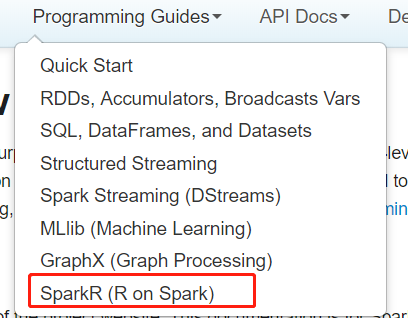 Programming Guides API Docs De
Quick Start
RDDs, Accumulators, Broadcasts Vars
SQL, DataFrames, and Datasets
Structured Streaming
Spark Streaming (DStreams)
MLlib (Machine Learning)
GraphX (Graph Processing)
SparkR (R on Spark)